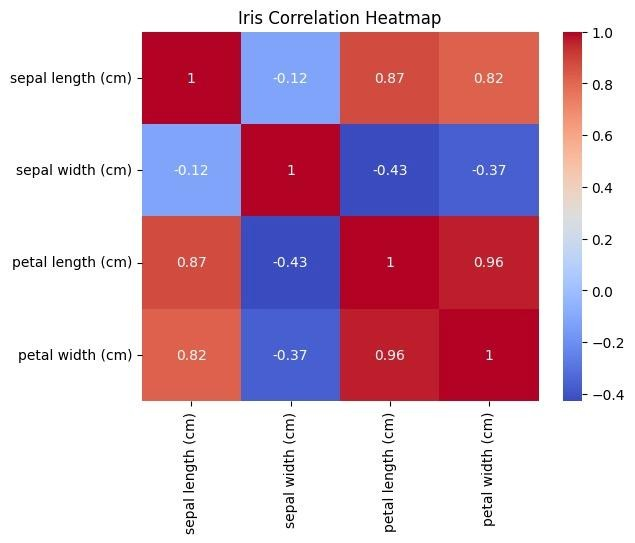 Iris Correlation Heatmap
sepal length (cm) 1 -0.12 0.87 0.82
sepal width (cm) -0.12 1 -0.43 -0.37
petal length (cm) 0.87 -0.43 1 0.96
petal width (cm) 0.82 -0.37 0.96 1
sepal length (cm)
sepal width (cm)
petal length (cm)
petal width (cm)
1.0
0.8
0.6
0.4
0.2
0.0
−0.2
−0.4